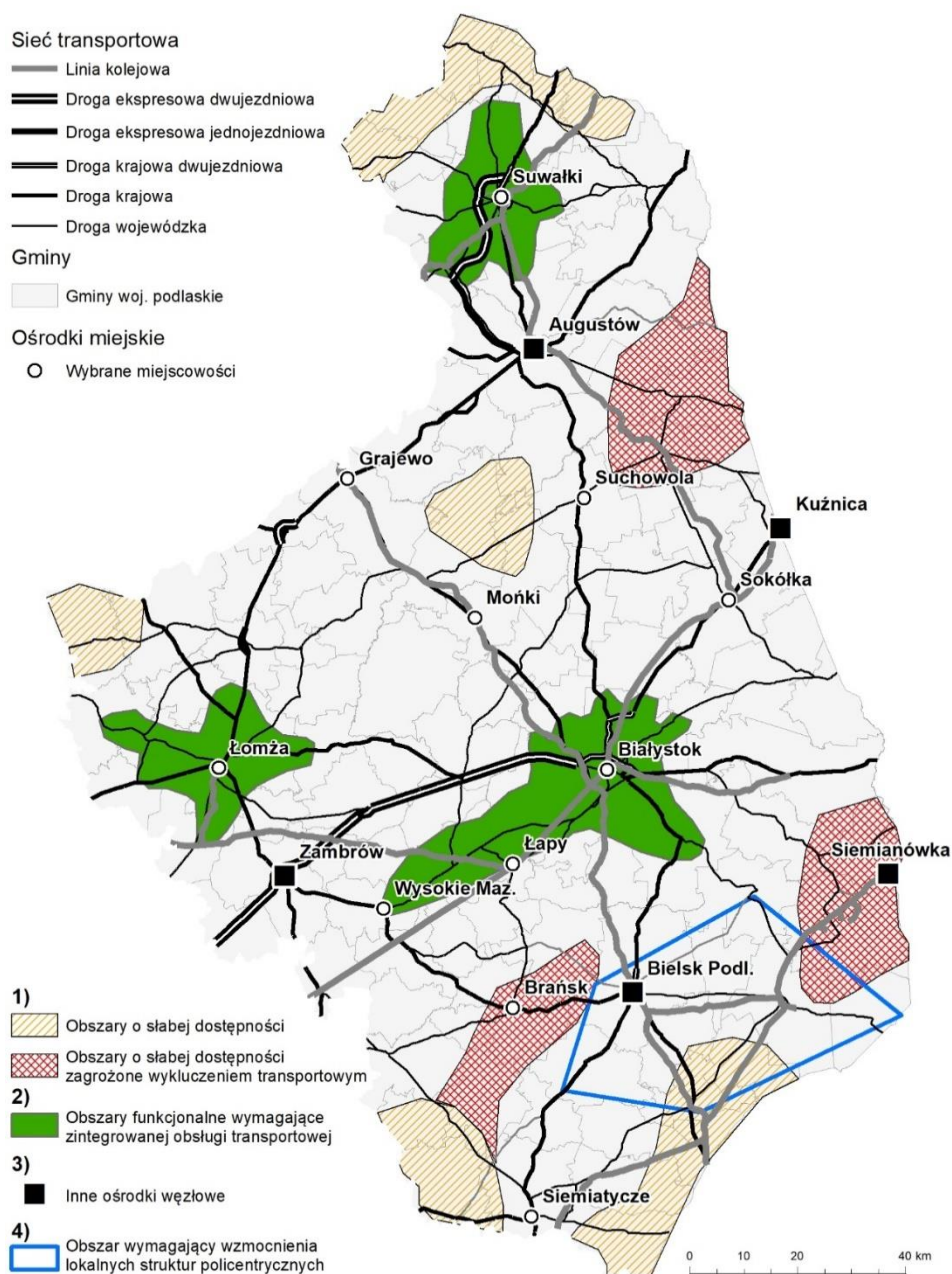 Sieć transportowa
Linia kolejowa
Droga ekspresowa dwujezdniowa
Droga ekspresowa jednojezdniowa
Droga krajowa dwujezdniowa
Droga krajowa
Droga wojewódzka
Gminy
Gminy woj. podlaskie
Ośrodki miejskie
Wybrane miejscowości
Suwałki
Augustów
Grajewo
Suchowola
Kuźnica
Sokółka
Mońki
Łomża
Białystok
Zambrów
Łapy
Siemianówka
Wysokie Maz.
Brańsk
Bielsk Podl.
Siemiatycze
1)
Obszary o słabej dostępności
Obszary o słabej dostępności
zagrożone wykluczeniem transportowym
2)
Obszary funkcjonalne wymagające
zintegrowanej obsługi transportowej
3)
Inne ośrodki węzłowe
4)
Obszar wymagający wzmocnienia
lokalnych struktur policentrycznych
0 10 20 40 km